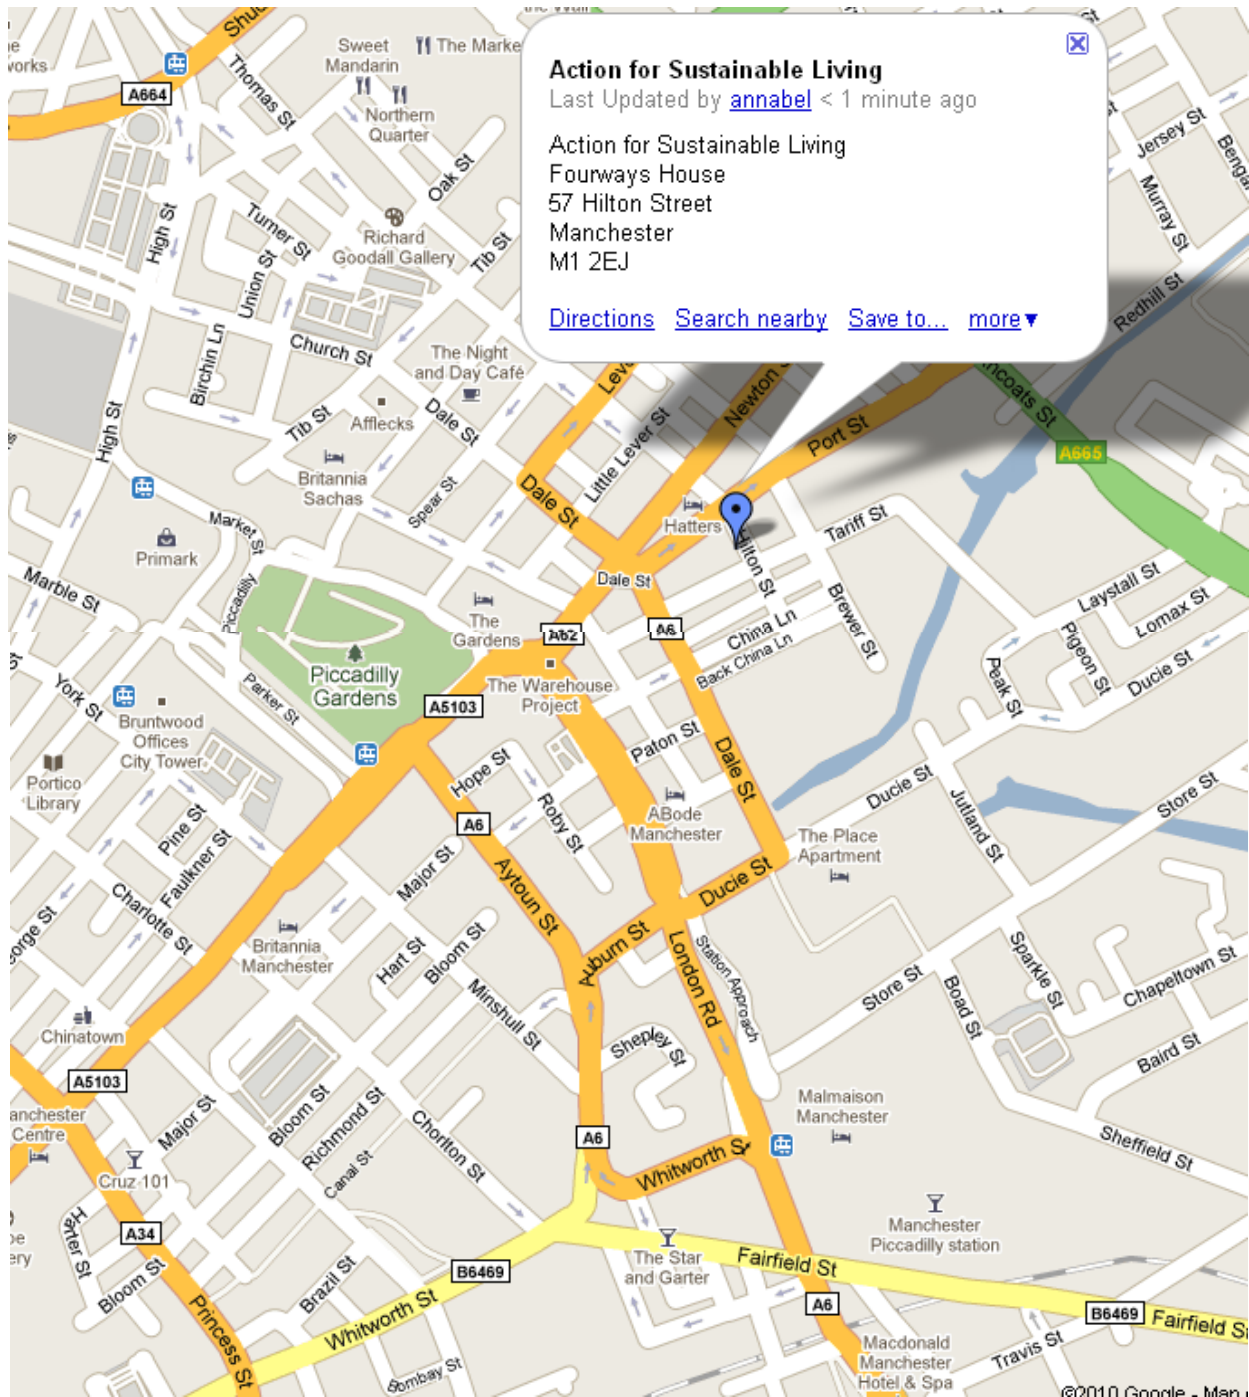 Action for Sustainable Living
Last Updated by annabel < 1 minute ago
Action for Sustainable Living
Fourways House
57 Hilton Street
Manchester
M1 2EJ
Directions Search nearby Save to... more▼
the Wall
Sweet
Mandarin
The Marke
A664
Thomas St
Northern
Quarter
Oak St
Jersey St
Murray St
High St
Turner St
Richard
Goodall Gallery
Tib St
Union St
Redhill St
Birchin Ln
Church St
The Night
and Day Café
Newton S
High St
Tib St
Afflecks
Dale St
Little Lever St
Port St
A665
Britannia
Sachas
Spear St
Dale St
Hatters
Tariff St
Primark
Market St
Hilton St
Marble St
Piccadilly
Dale St
Laystall St
Lomax St
The
Gardens
A62
A6
China Ln
Brewer St
Back China Ln
Pigeon St
Ducie St
Peak St
Piccadilly
Gardens
Parker St
A5103
The Warehouse
Project
York St
Bruntwood
Offices
City Tower
Paton St
Dale St
Portico
Library
Hope St
Roby St
ABode
Manchester
Ducie St
Jutland St
Store St
Pine St
Faulkner St
A6
Major St
Aytoun St
The Place
Apartment
Charlotte St
Ducie St
Britannia
Manchester
Hart St
Bloom St
Auburn St
London Rd
Station Approach
Store St
Sparkle St
Boad St
Chapeltown St
Minshull St
Chinatown
Shepley St
Baird St
A5103
Malmaison
Manchester
Major St
Bloom St
Richmond St
Chorlton St
A6
Sheffield St
Centre
Cruz 101
Canal St
Whitworth S
Harter St
A34
Manchester
Piccadilly station
The Star
and Garter
Fairfield St
B6469
Bloom St
Brazil St
Whitworth St
Princess St
A6
B6469
Fairfield St
Travis St
Macdonald
Manchester
Hotel & Spa
©2010 Google - Map